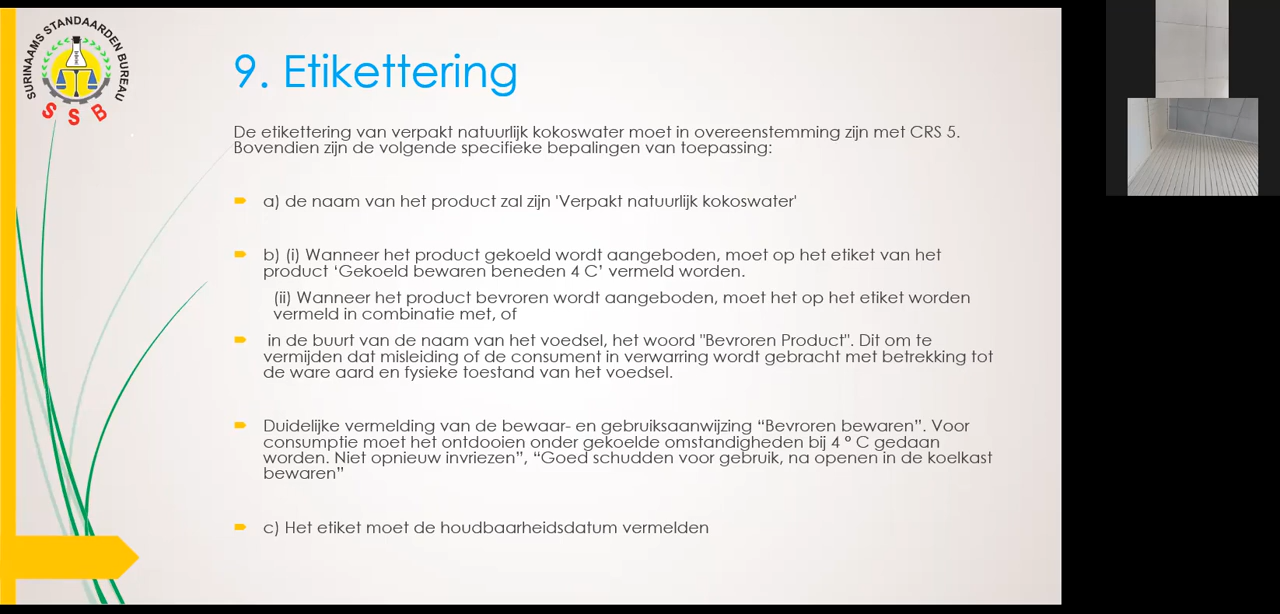 SURINAAMS STANDAARDEN BUREAU
S S B
9. Etikettering
De etikettering van verpakt natuurlijk kokoswater moet in overeenstemming zijn met CRS 5.
Bovendien zijn de volgende specifieke bepalingen van toepassing:
a) de naam van het product zal zijn 'Verpakt natuurlijk kokoswater'
b) (i) Wanneer het product gekoeld wordt aangeboden, moet op het etiket van het
product ‘Gekoeld bewaren beneden 4 C’ vermeld worden.
(ii) Wanneer het product bevroren wordt aangeboden, moet het op het etiket worden
vermeld in combinatie met, of
in de buurt van de naam van het voedsel, het woord "Bevroren Product". Dit om te
vermijden dat misleiding of de consument in verwarring wordt gebracht met betrekking tot
de ware aard en fysieke toestand van het voedsel.
Duidelijke vermelding van de bewaar- en gebruiksaanwijzing “Bevroren bewaren”. Voor
consumptie moet het ontdooien onder gekoelde omstandigheden bij 4 ° C gedaan
worden. Niet opnieuw invriezen”, “Goed schudden voor gebruik, na openen in de koelkast
bewaren”
c) Het etiket moet de houdbaarheidsdatum vermelden